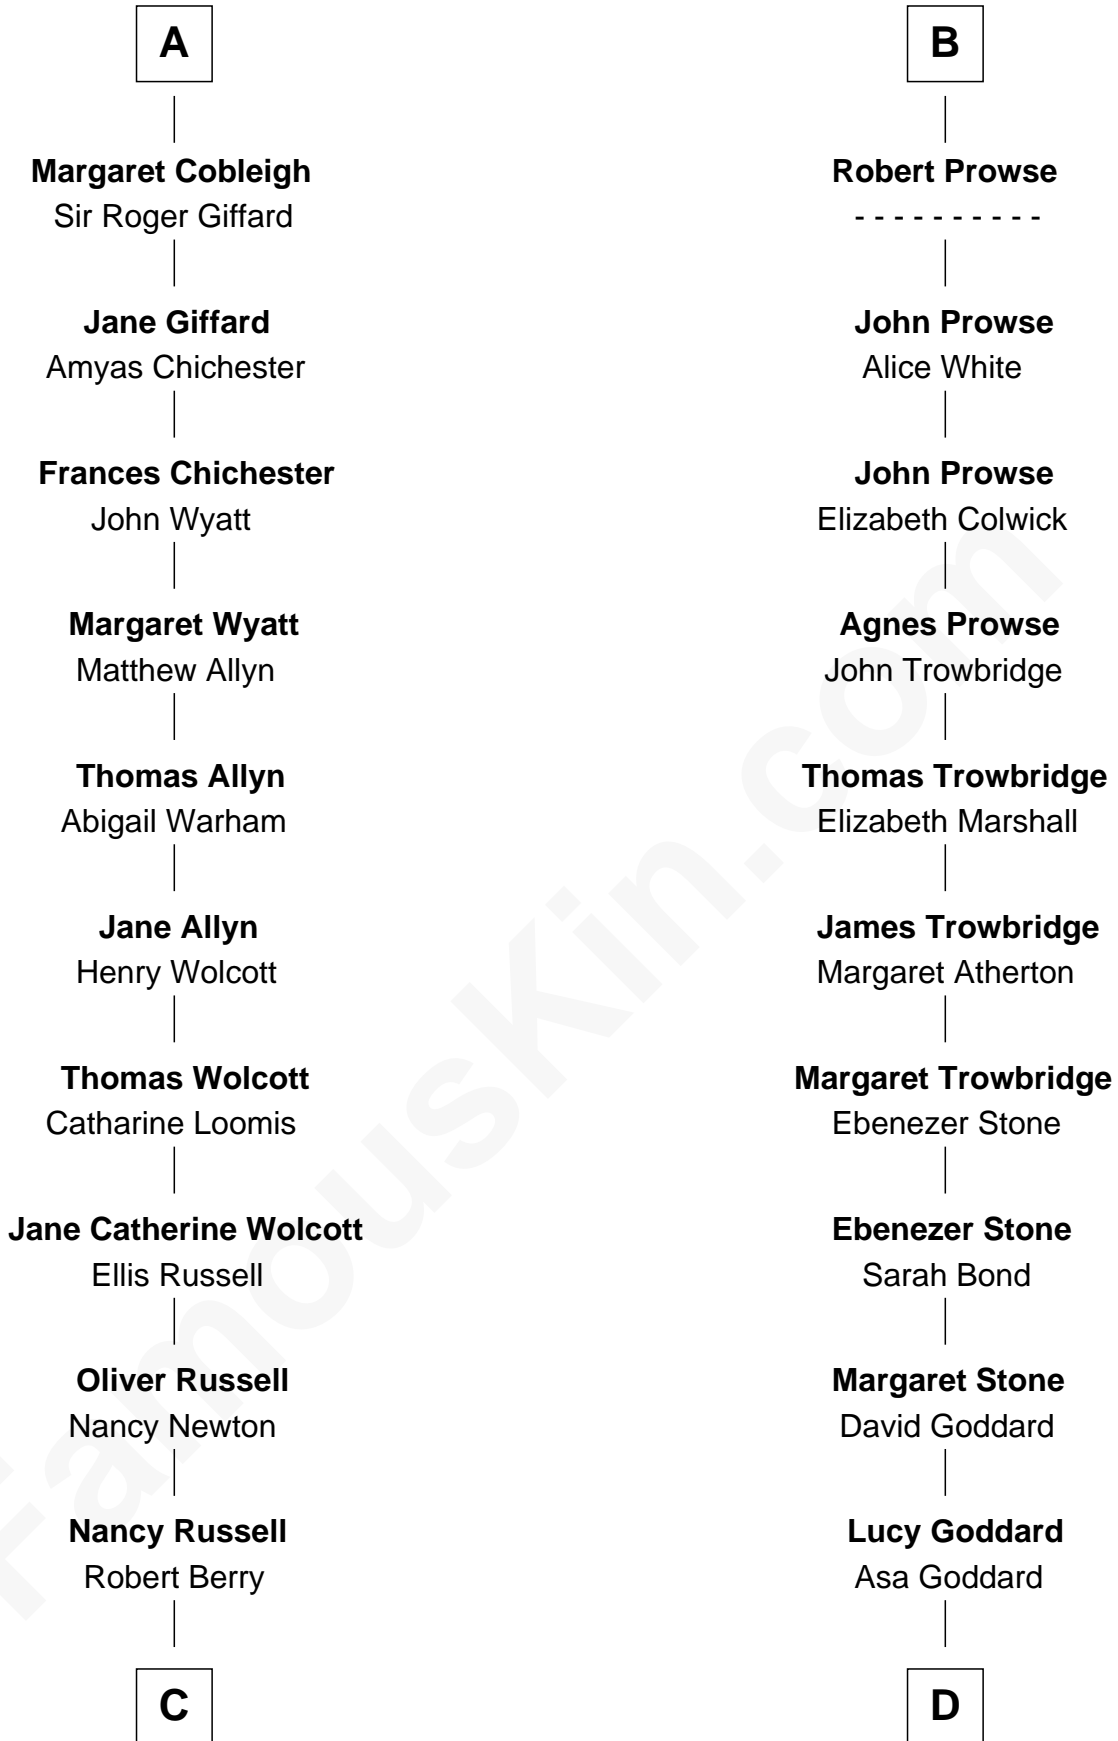 A
Margaret Cobleigh
Sir Roger Giffard
Jane Giffard
Amyas Chichester
Frances Chichester
John Wyatt
Margaret Wyatt
Matthew Allyn
Thomas Allyn
Abigail Warham
Jane Allyn
Henry Wolcott
Thomas Wolcott
Catharine Loomis
Jane Catherine Wolcott
Ellis Russell
Oliver Russell
Nancy Newton
Nancy Russell
Robert Berry
C
B
Robert Prowse
- - - - - - - - - -
John Prowse
Alice White
John Prowse
Elizabeth Colwick
Agnes Prowse
John Trowbridge
Thomas Trowbridge
Elizabeth Marshall
James Trowbridge
Margaret Atherton
Margaret Trowbridge
Ebenezer Stone
Ebenezer Stone
Sarah Bond
Margaret Stone
David Goddard
Lucy Goddard
Asa Goddard
D
FamousKin.com